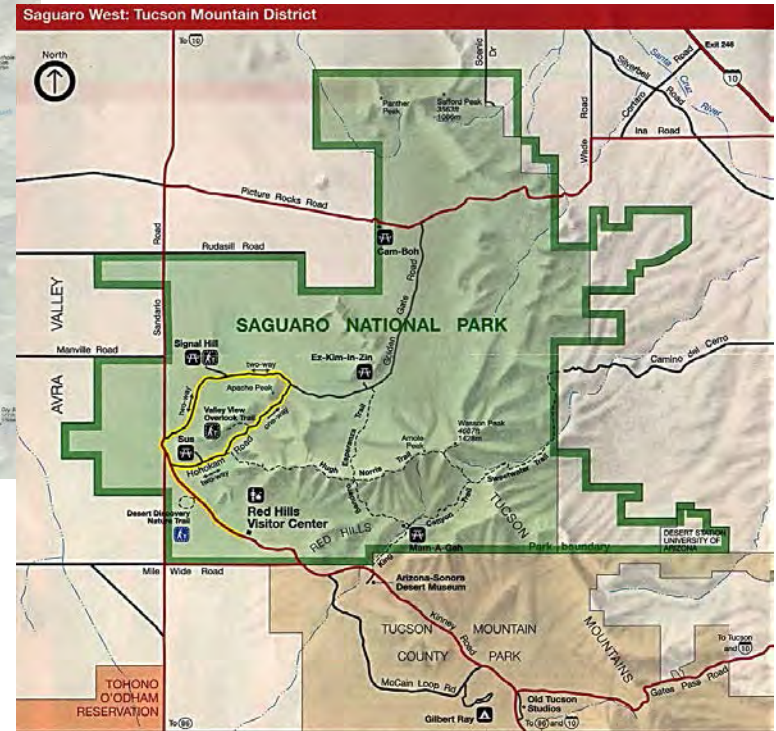 Saguaro West: Tucson Mountain District
North
To 10
Scenic
Dr
Silverbell
Road
Santa
Cruz
River
Cortaro
Road
Exit 246
10
Ina Road
Wade Road
Panther
Peak
Safford Peak
3563ft
Picture Rocks Road
Cam-Boh
Rudasill Road
Sandario
Road
AVRA VALLEY
Manville Road
SAGUARO NATIONAL PARK
Golden Gate Road
Signal Hill
Ez-Kim-In-Zin
two-way
Apache Peak
two-way
Valley View
Overlook Trail
one-way
Sus
Hohokam Road
two-way
Esperanza Trail
Camino del Cerro
Wasson Peak
4687ft
1428m
Amole
Peak
Hugh Norris Trail
Sweetwater Trail
Desert Discovery
Nature Trail
Red Hills
Visitor Center
RED HILLS
King Canyon Trail
Mam-A-Gah
TUCSON
MOUNTAINS
Park boundary
DESERT STATION
UNIVERSITY OF
ARIZONA
Mile Wide Road
Arizona-Sonora
Desert Museum
Kinney Road
TUCSON MOUNTAIN
COUNTY PARK
McCain Loop Rd
Gilbert Ray
Old Tucson
Studios
Gates Pass Road
To Tucson
and 10
TOHONO
O'ODHAM
RESERVATION
To 86
To 86 and 10